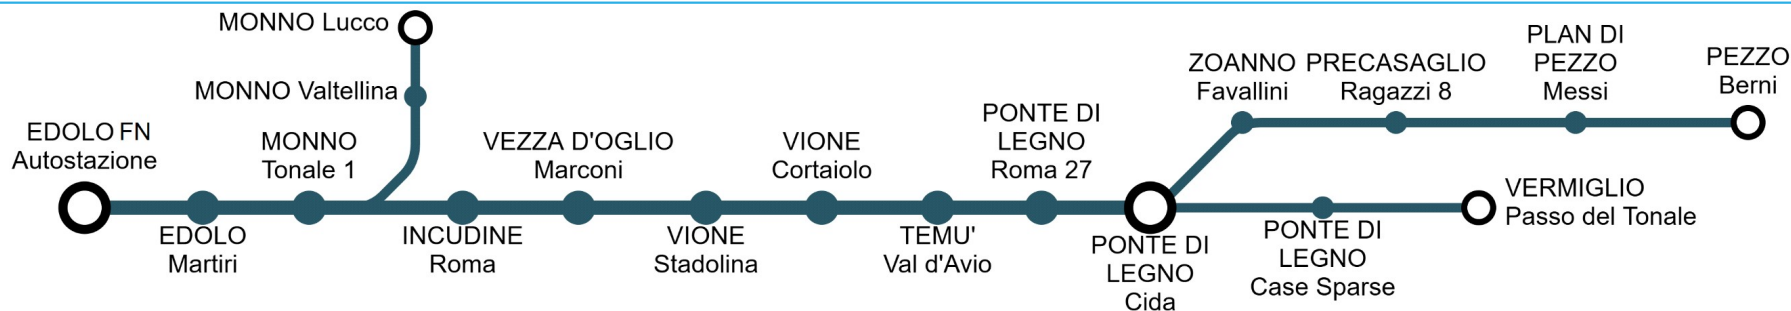 MONNO Lucco
MONNO Valtellina
EDOLO FN
Autostazione
EDOLO
Martiri
MONNO
Tonale 1
INCUDINE
Roma
VEZZA D'OGLIO
Marconi
VIONE
Stadolina
VIONE
Cortaiolo
TEMU'
Val d'Avio
PONTE DI
LEGNO
Roma 27
PONTE DI
LEGNO
Cida
ZOANNO
Favallini
PRECASAGLIO
Ragazzi 8
PLAN DI
PEZZO
Messi
PEZZO
Berni
PONTE DI
LEGNO
Case Sparse
VERMIGLIO
Passo del Tonale